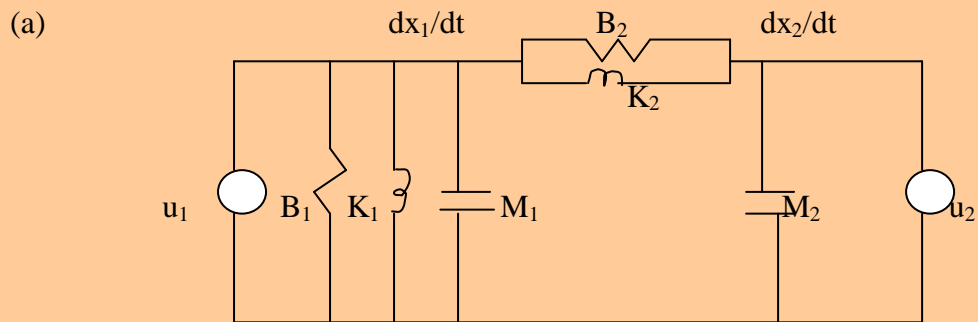 (a) dx₁/dt B₂ dx₂/dt
K₂
u₁ B₁ K₁ M₁ M₂ u₂